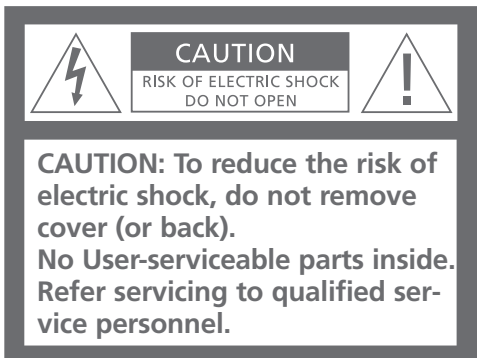 CAUTION
RISK OF ELECTRIC SHOCK
DO NOT OPEN
!
CAUTION: To reduce the risk of
electric shock, do not remove
cover (or back).
No User-serviceable parts inside.
Refer servicing to qualified ser-
vice personnel.